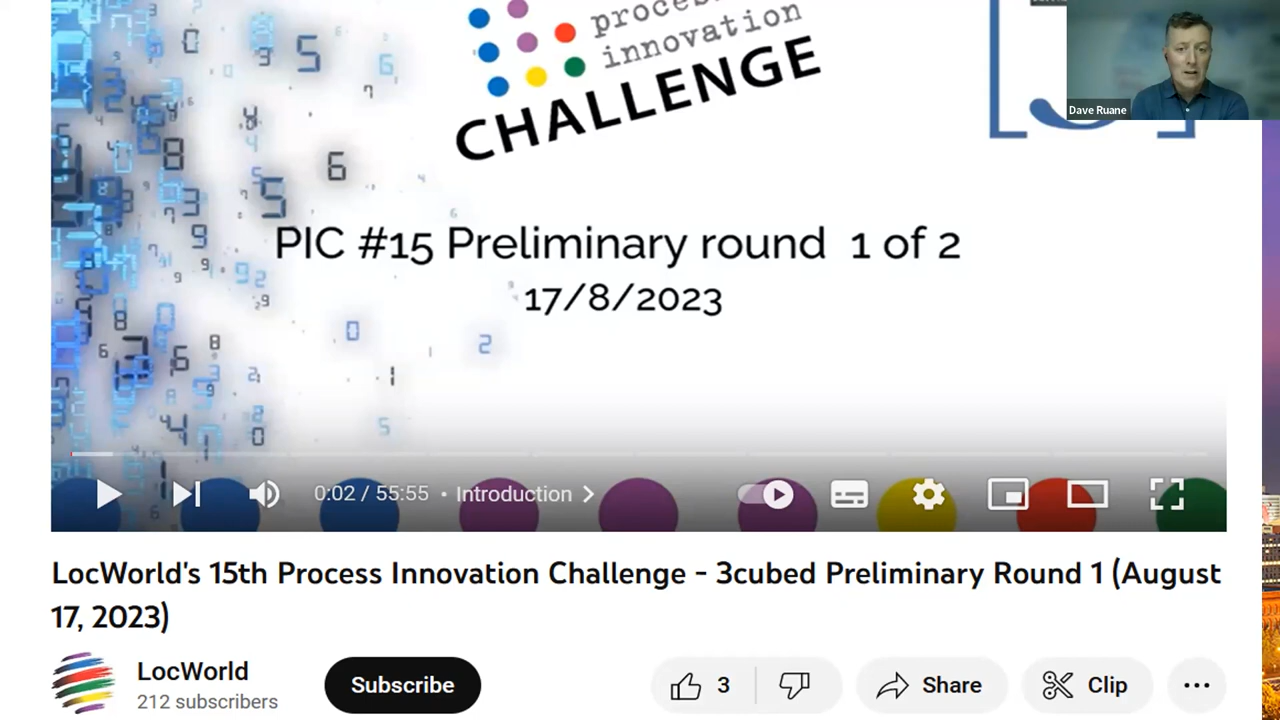 process
innovation
CHALLENGE
Dave Ruane
PIC #15 Preliminary round 1 of 2
17/8/2023
0:02 / 55:55 • Introduction
LocWorld's 15th Process Innovation Challenge - 3cubed Preliminary Round 1 (August
17, 2023)
LocWorld
212 subscribers
Subscribe
3
Share
Clip